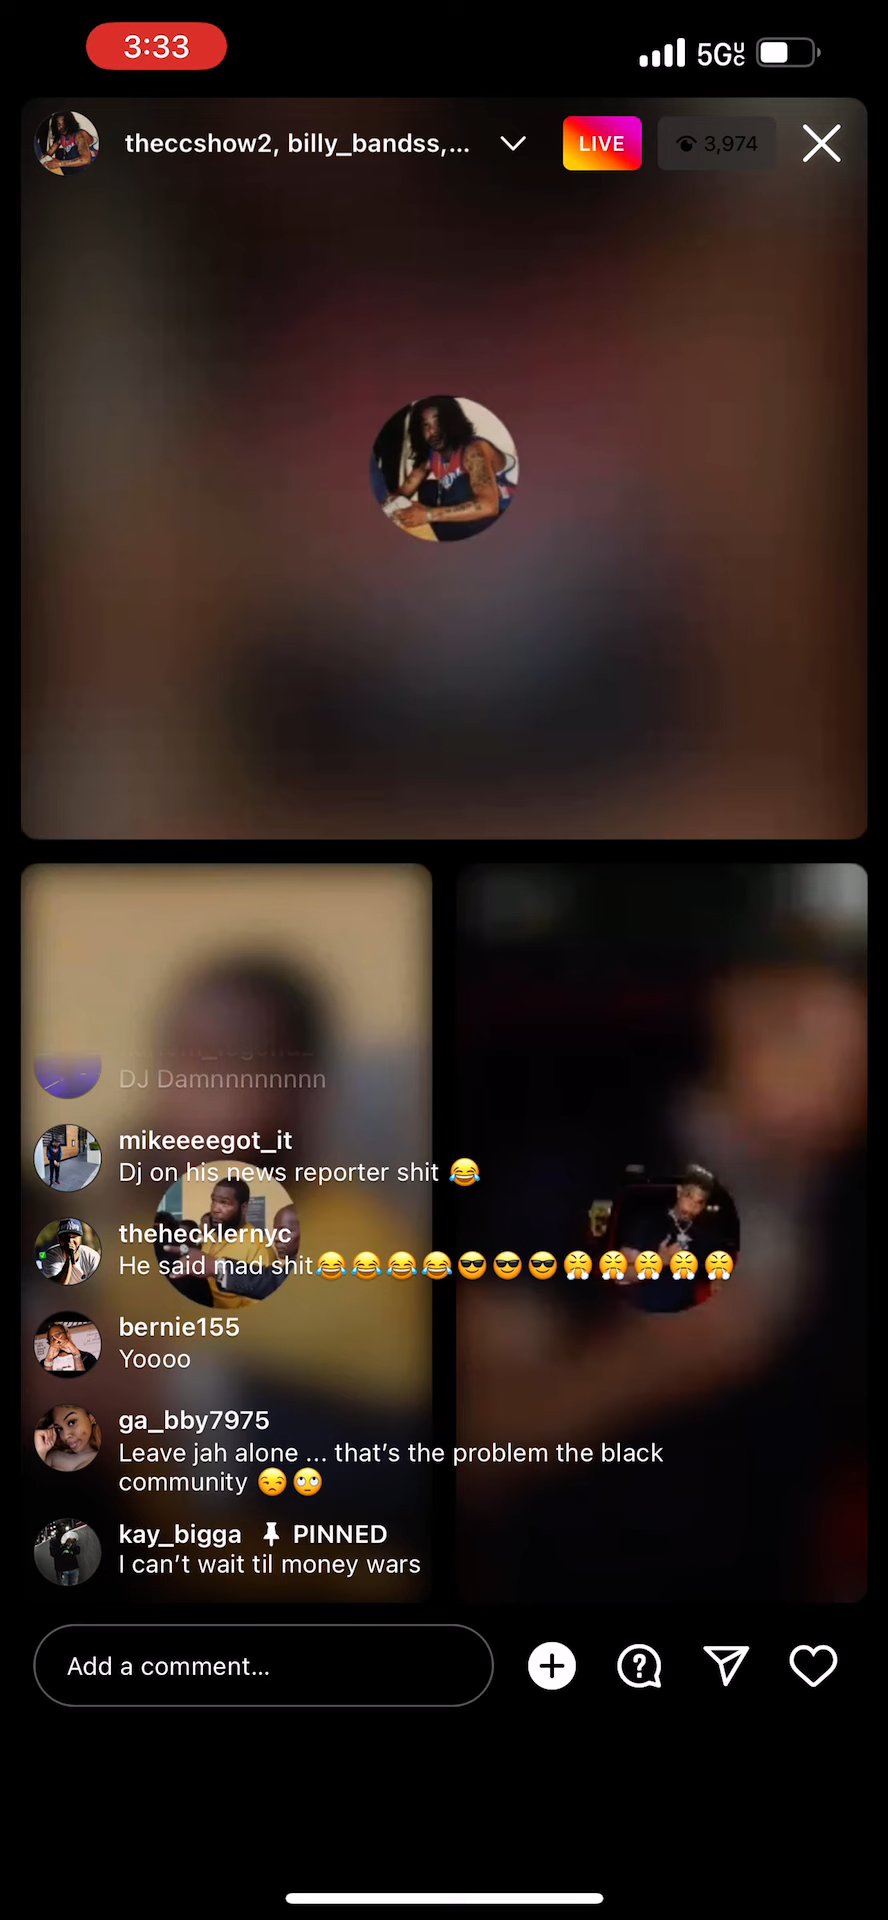 3:33
5G UC
theccshow2, billy_bandss,...
LIVE
3,974
DJ Damnnnnnnnn
mikeeeegot_it
Dj on his news reporter shit 😂
thehecklernyc
He said mad shit😂😂😂😂😎😎😎😤😤😤😤😤
bernie155
Yoooo
ga_bby7975
Leave jah alone ... that's the problem the black
community 😒🙄
kay_bigga 📌 PINNED
I can't wait til money wars
Add a comment...